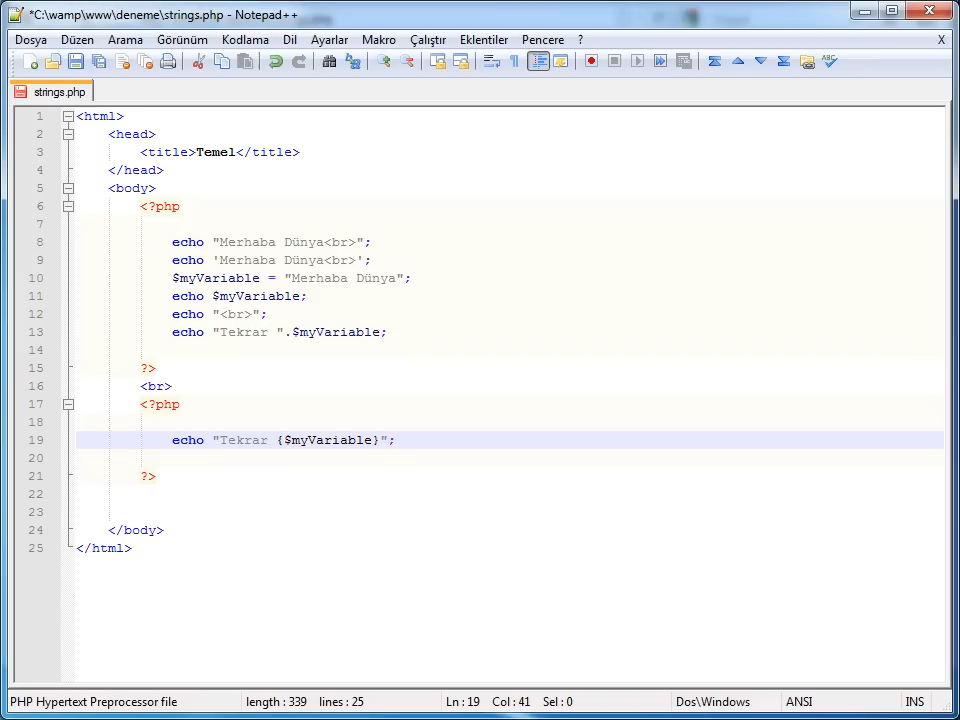 *C:\wamp\www\deneme\strings.php - Notepad++
Dosya Düzen Arama Görünüm Kodlama Dil Ayarlar Makro Çalıştır Eklentiler Pencere ? X
strings.php
1 <html>
2 <head>
3 <title>Temel</title>
4 </head>
5 <body>
6 <?php
7
8 echo "Merhaba Dünya<br>";
9 echo 'Merhaba Dünya<br>';
10 $myVariable = "Merhaba Dünya";
11 echo $myVariable;
12 echo "<br>";
13 echo "Tekrar ".$myVariable;
14
15 ?>
16 <br>
17 <?php
18
19 echo "Tekrar {$myVariable}";
20
21 ?>
22
23
24 </body>
25 </html>
PHP Hypertext Preprocessor file length : 339 lines : 25 Ln : 19 Col : 41 Sel : 0 Dos\Windows ANSI INS